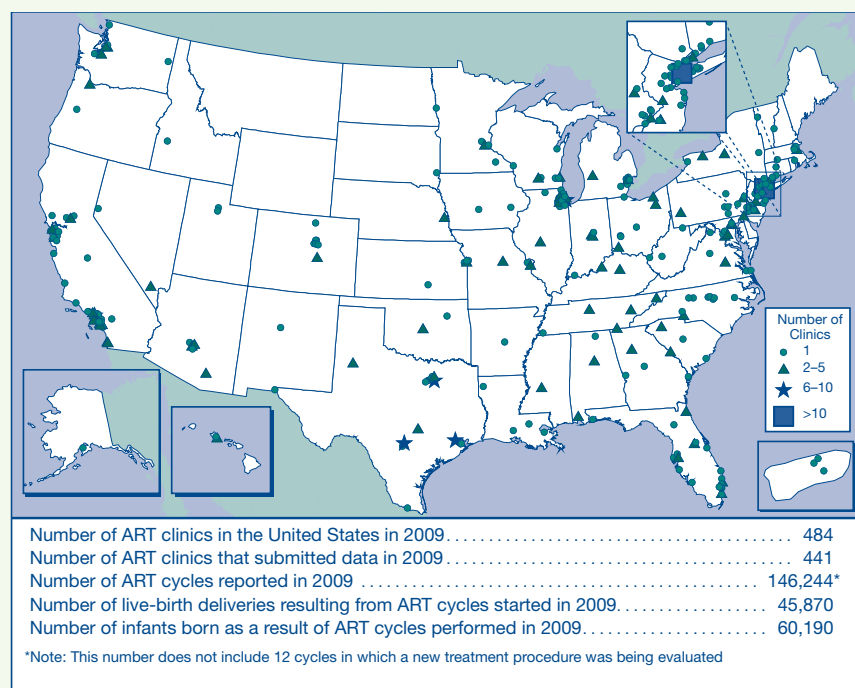 Number of
Clinics
1
2–5
6–10
>10
Number of ART clinics in the United States in 2009........................................ 484
Number of ART clinics that submitted data in 2009........................................ 441
Number of ART cycles reported in 2009 ........................................ 146,244*
Number of live-birth deliveries resulting from ART cycles started in 2009.................... 45,870
Number of infants born as a result of ART cycles performed in 2009........................ 60,190
*Note: This number does not include 12 cycles in which a new treatment procedure was being evaluated